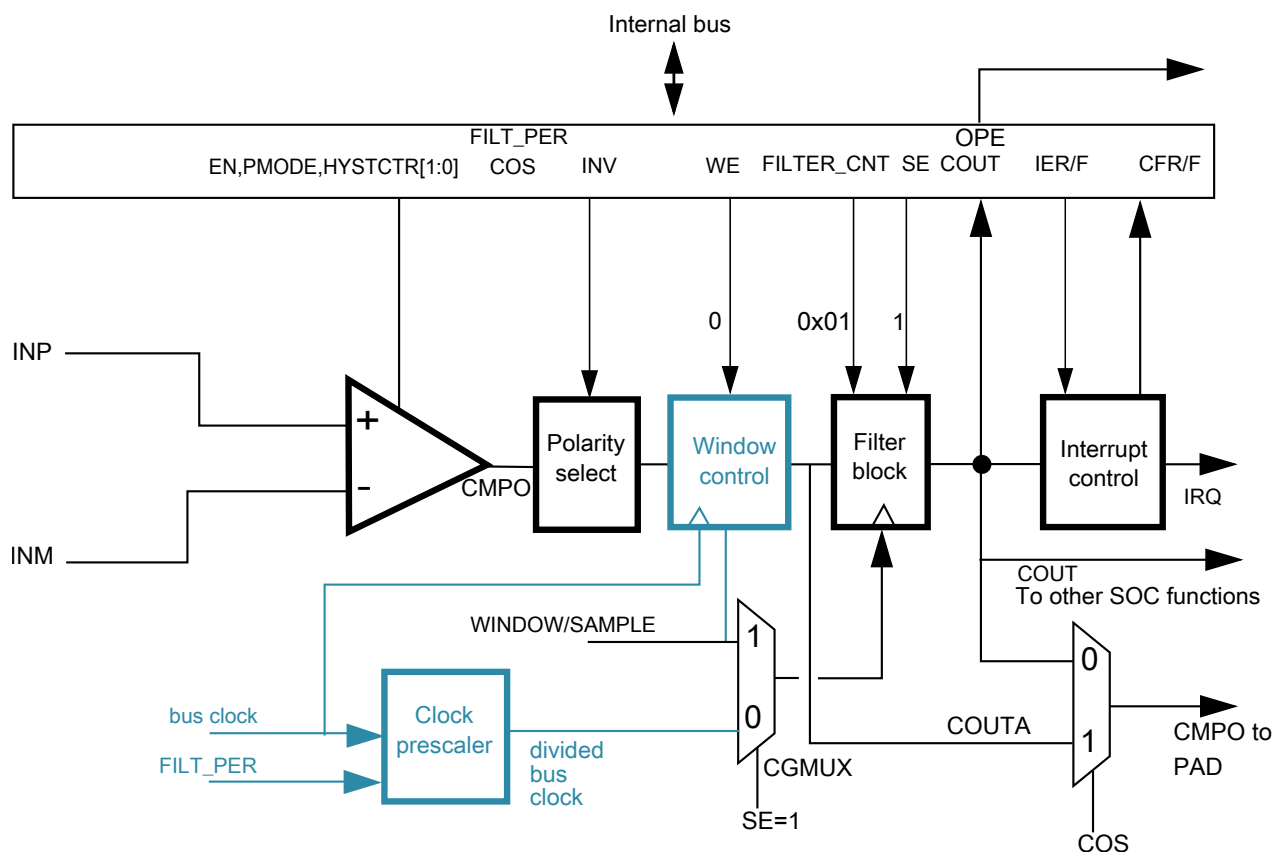 Internal bus
FILT_PER
OPE
EN,PMODE,HYSTCTR[1:0]
COS
INV
WE
FILTER_CNT
SE
COUT
IER/F
CFR/F
0
0x01
1
INP
+
-
INM
CMPO
Polarity
select
Window
control
Filter
block
Interrupt
control
IRQ
COUT
To other SOC functions
WINDOW/SAMPLE
1
0
CGMUX
SE=1
bus clock
FILT_PER
Clock
prescaler
divided
bus
clock
COUTA
0
1
CMPO to
PAD
COS